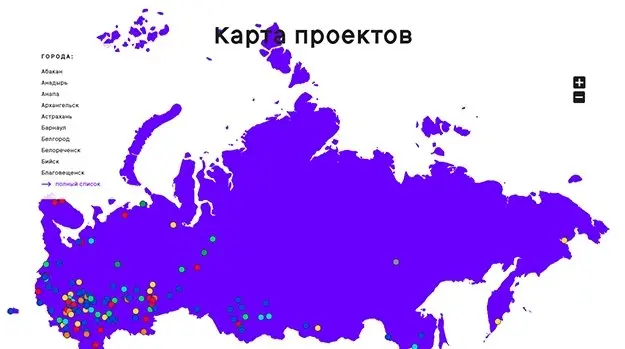 Карта проектов
ГОРОДА:
Абакан
Анадырь
Анапа
Архангельск
Астрахань
Барнаул
Белгород
Белореченск
Бийск
Благовещенск
→ ПОЛНЫЙ СПИСОК
+
−